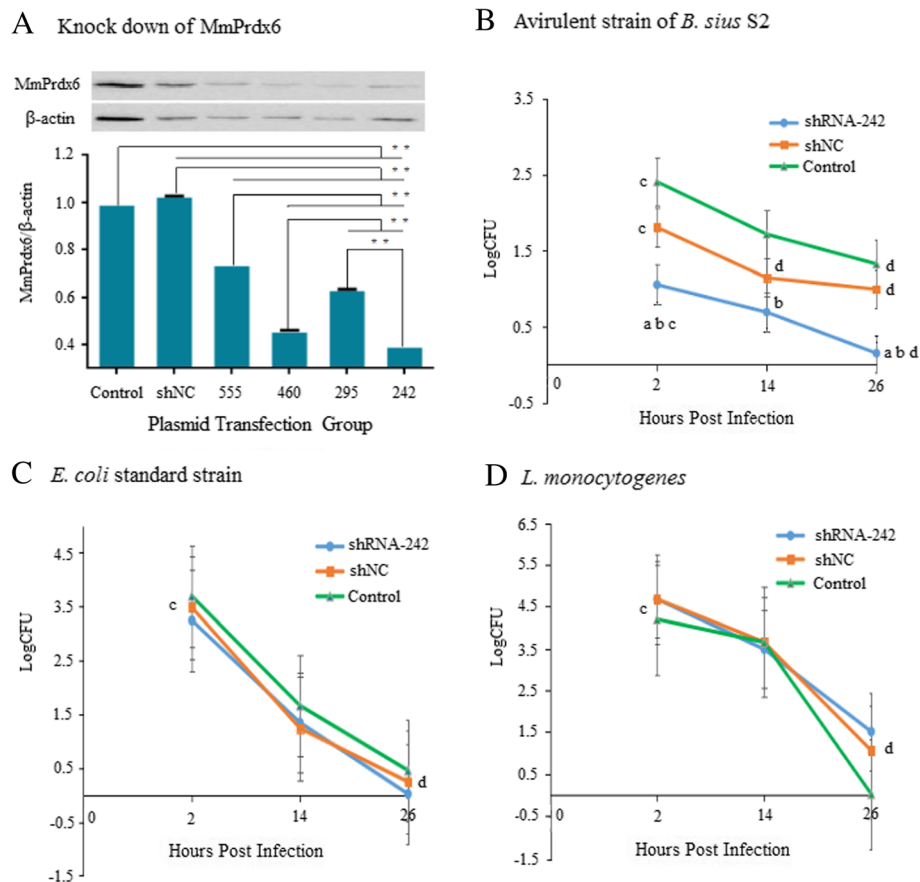 A Knock down of MmPrdx6
MmPrdx6
β-actin
* *
* *
* *
* *
* *
1.2
1.0
0.8
0.6
0.4
MmPrdx6/β-actin
Control shNC 555 460 295 242
Plasmid Transfection Group
B Avirulent strain of B. sius S2
3.5
2.5
1.5
0.5
-0.5
LogCFU
shRNA-242
shNC
Control
c
c
a b c
d
b
d
d
a b d
0 2 14 26
Hours Post Infection
C E. coli standard strain
4.5
3.5
2.5
1.5
0.5
-0.5
-1.5
LogCFU
shRNA-242
shNC
Control
c
d
0 2 14 26
Hours Post Infection
D L. monocytogenes
6.5
5.5
4.5
3.5
2.5
1.5
0.5
-0.5
-1.5
LogCFU
shRNA-242
shNC
Control
c
d
0 2 14 26
Hours Post Infection